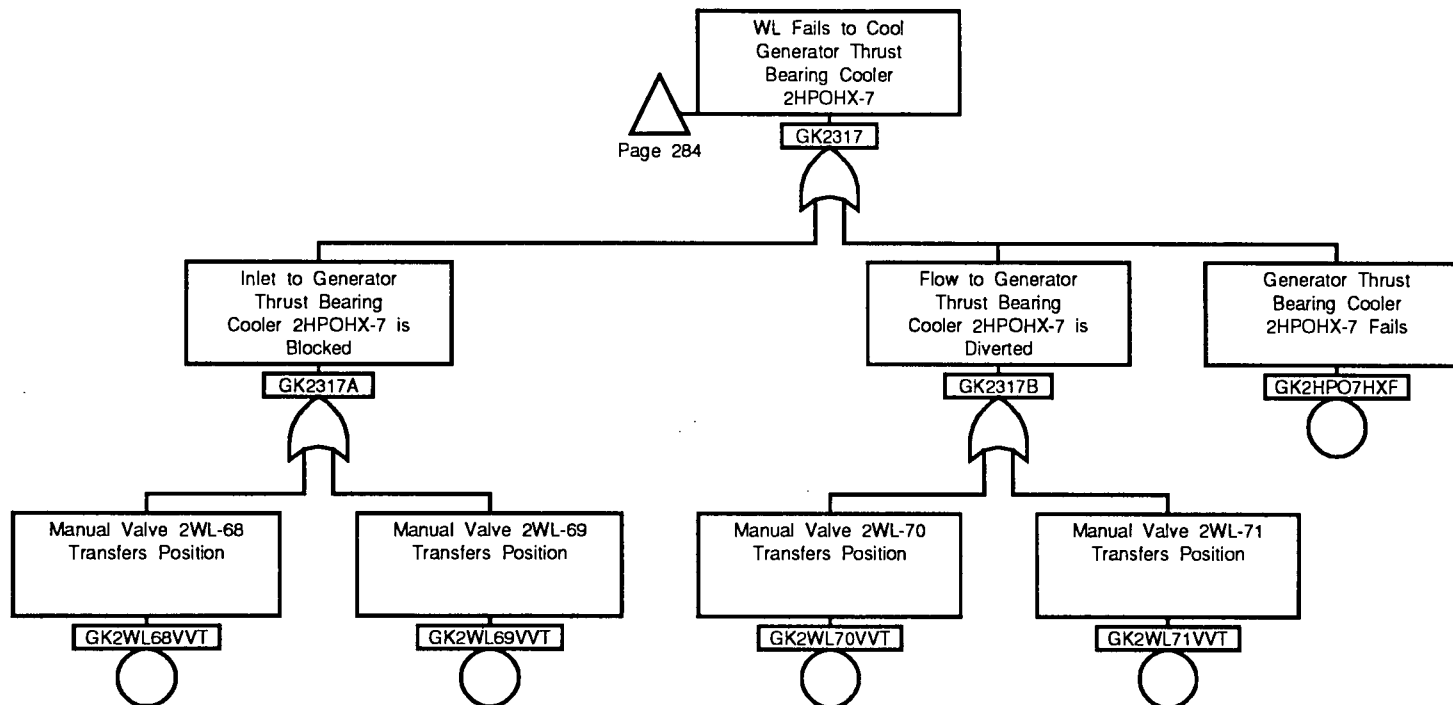 WL Fails to Cool
Generator Thrust
Bearing Cooler
2HPOHX-7
Page 284
GK2317
Inlet to Generator
Thrust Bearing
Cooler 2HPOHX-7 is
Blocked
GK2317A
Flow to Generator
Thrust Bearing
Cooler 2HPOHX-7 is
Diverted
GK2317B
Generator Thrust
Bearing Cooler
2HPOHX-7 Fails
GK2HPO7HXF
Manual Valve 2WL-68
Transfers Position
GK2WL68VVT
Manual Valve 2WL-69
Transfers Position
GK2WL69VVT
Manual Valve 2WL-70
Transfers Position
GK2WL70VVT
Manual Valve 2WL-71
Transfers Position
GK2WL71VVT